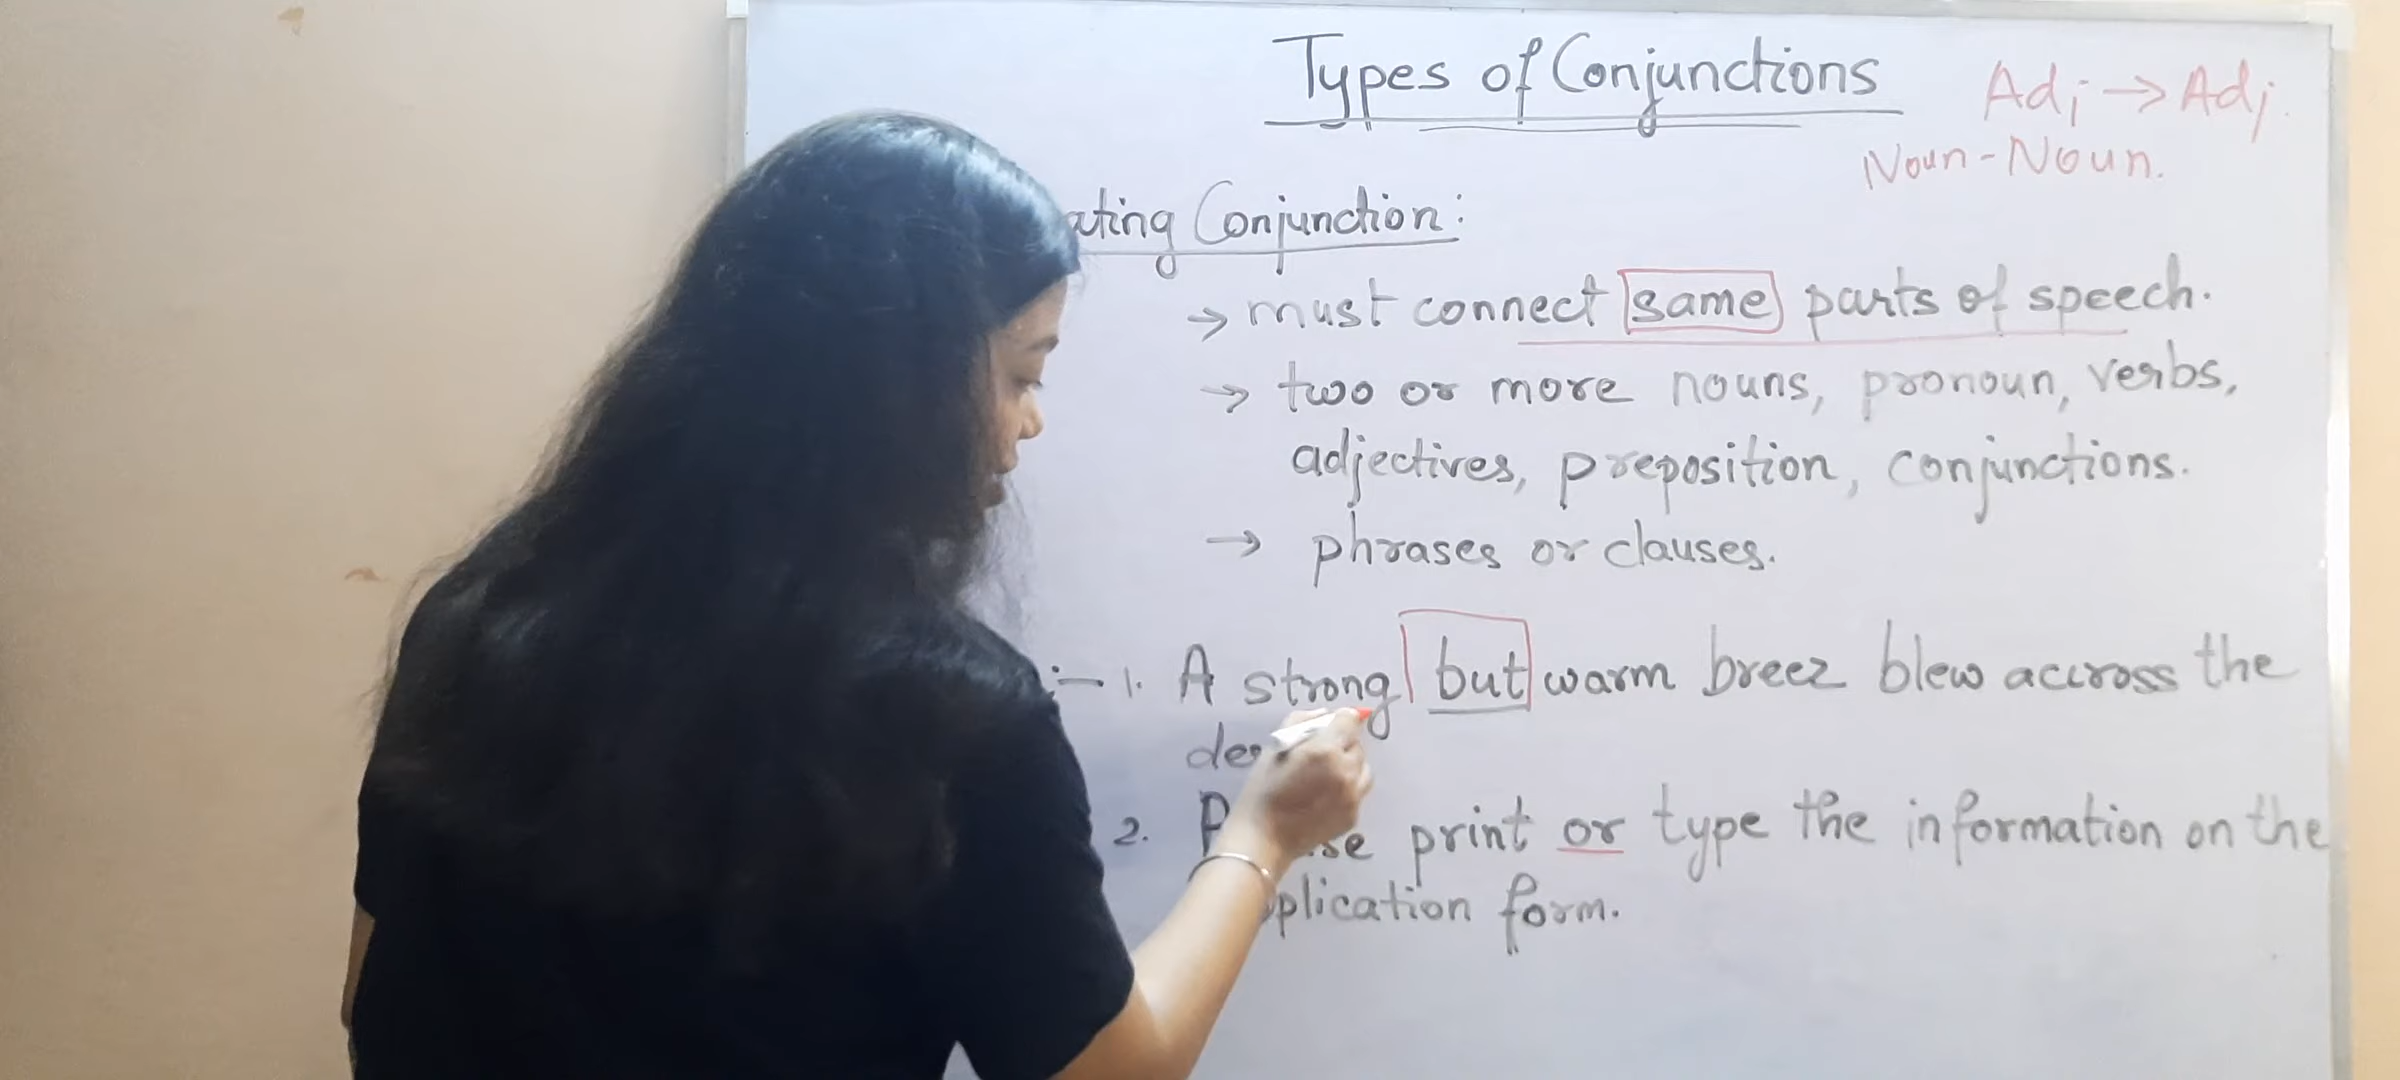 Types of Conjunctions
Adj → Adj.
Noun - Noun.
Conjunction:
→ must connect same parts of speech.
→ two or more nouns, pronoun, verbs,
adjectives, preposition, conjunctions.
→ phrases or clauses.
:- 1. A strong but warm breez blew accross the
2. print or type the information on the
form.